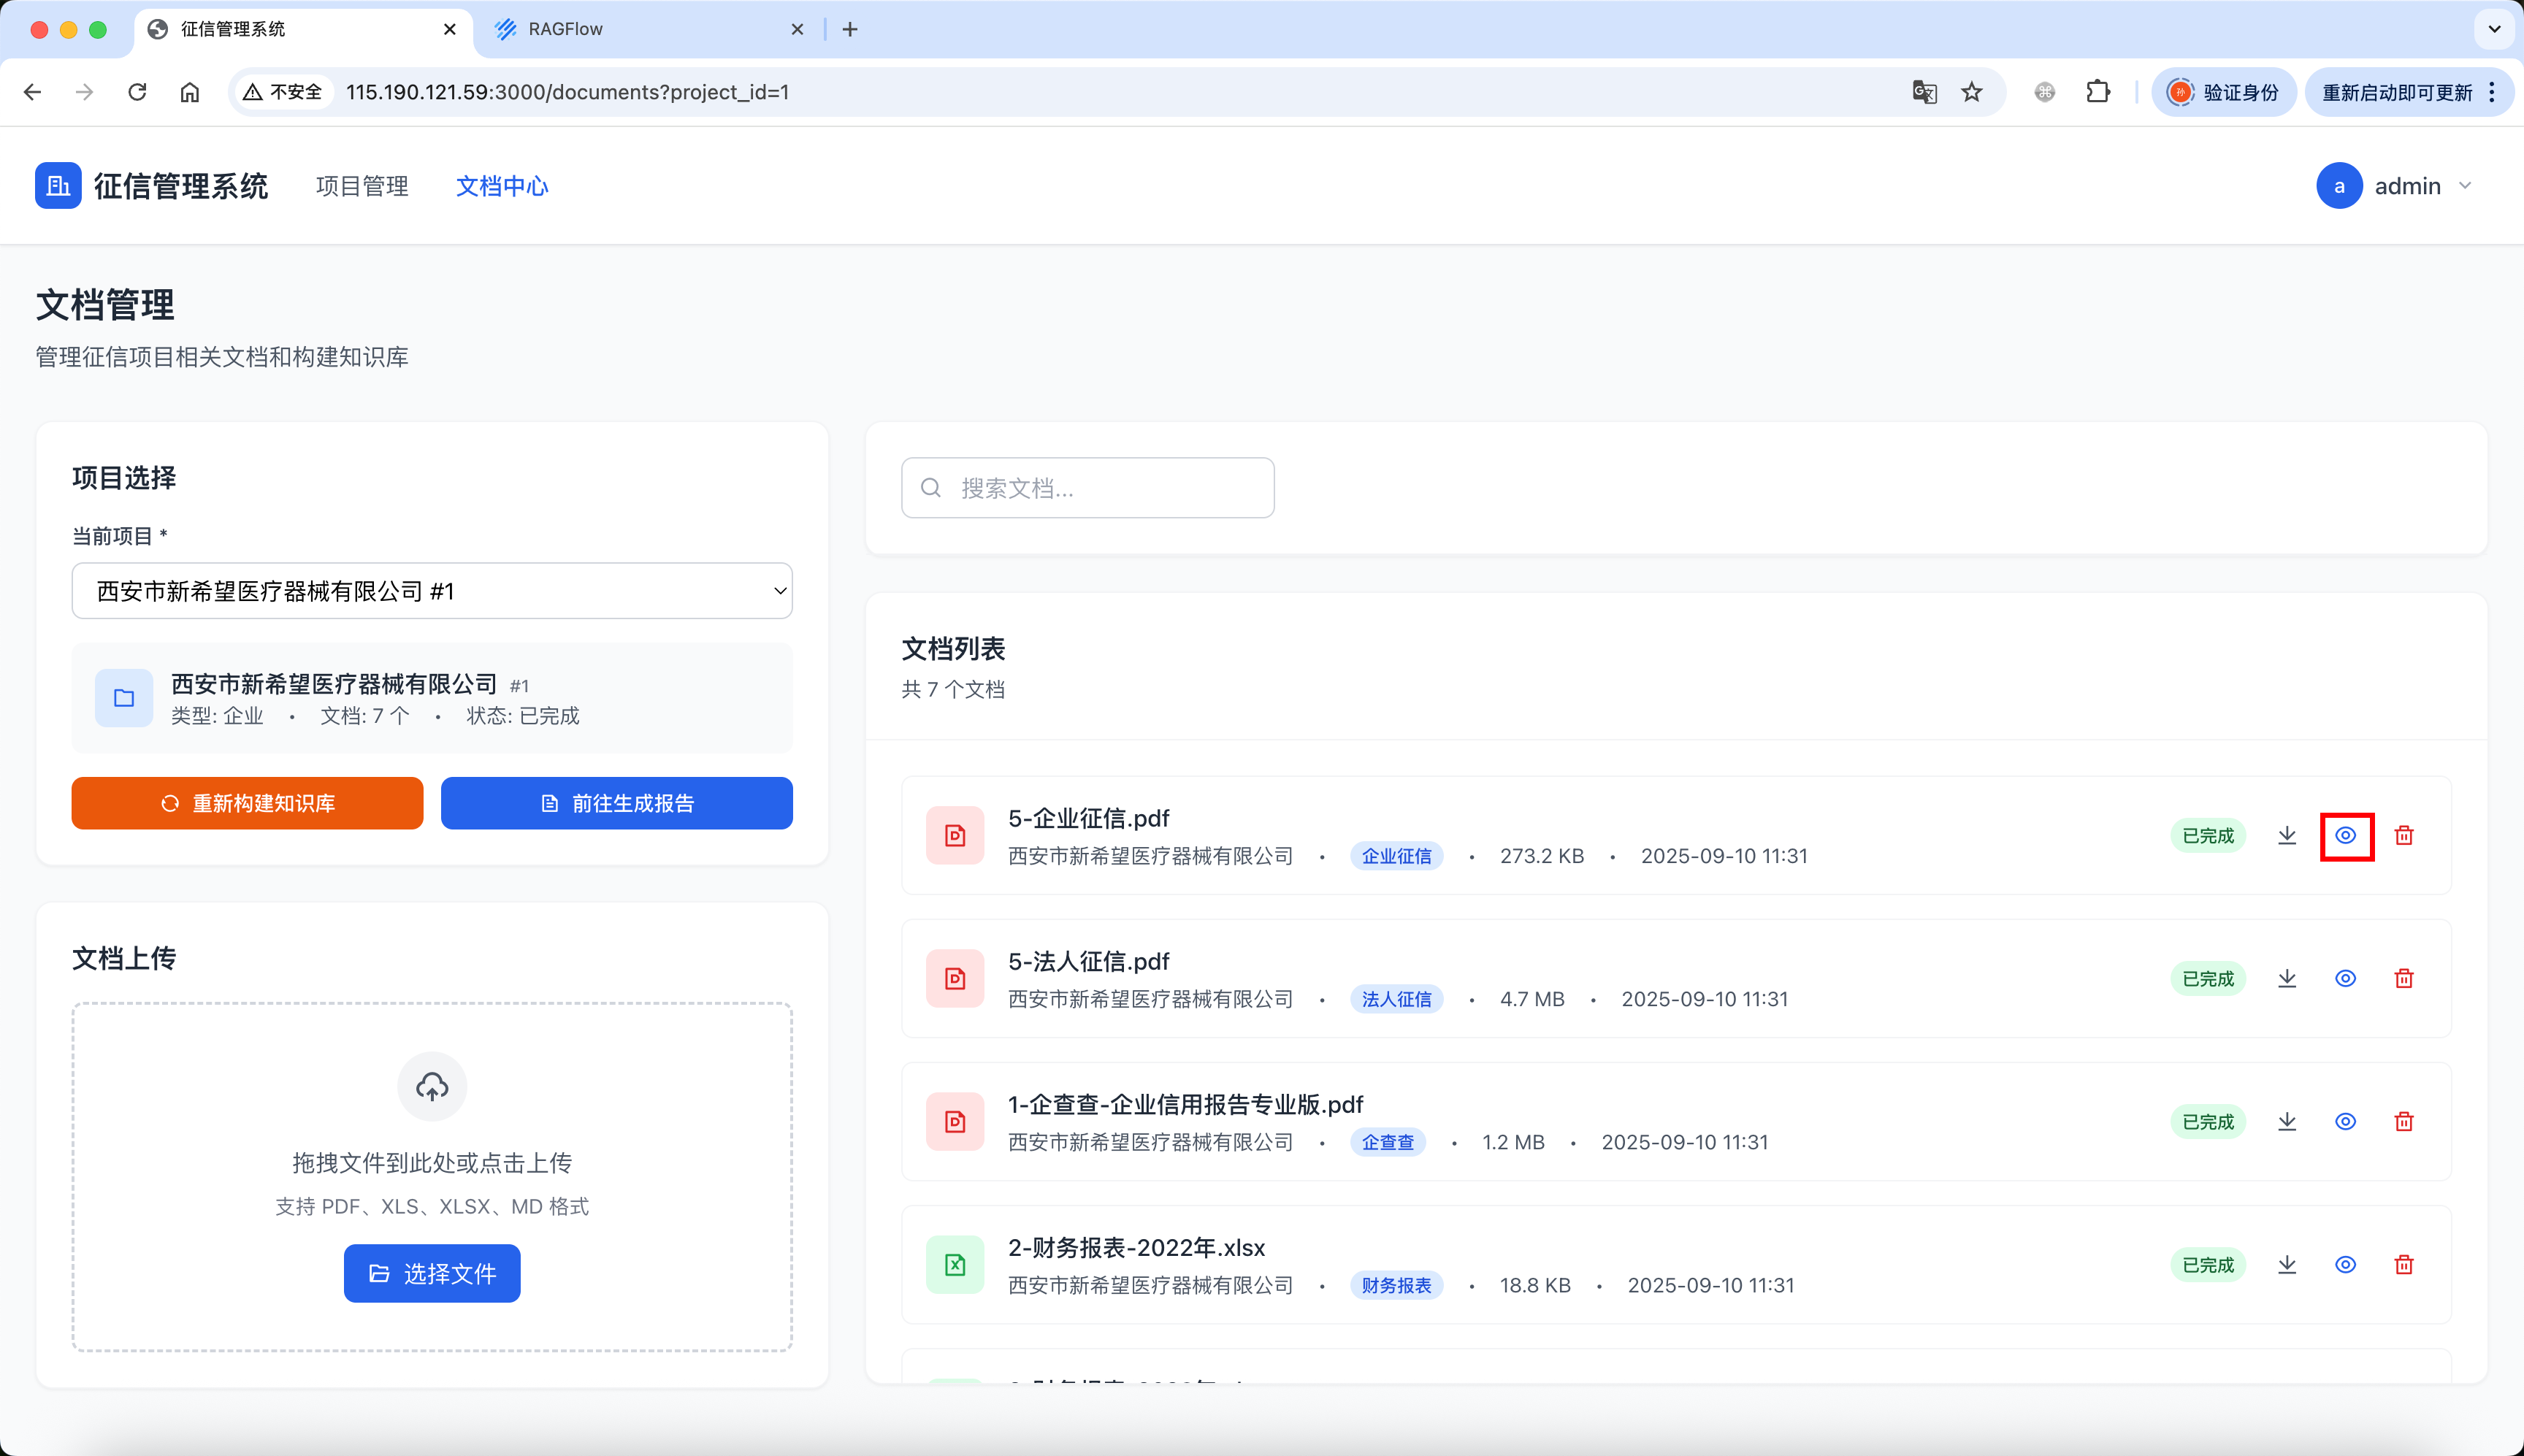 征信管理系统
RAGFlow
不安全
115.190.121.59:3000/documents?project_id=1
孙
验证身份
重新启动即可更新
征信管理系统
项目管理
文档中心
a
admin
文档管理
管理征信项目相关文档和构建知识库
项目选择
当前项目 *
西安市新希望医疗器械有限公司 #1
西安市新希望医疗器械有限公司 #1
类型: 企业 • 文档: 7 个 • 状态: 已完成
重新构建知识库
前往生成报告
文档上传
拖拽文件到此处或点击上传
支持 PDF、XLS、XLSX、MD 格式
选择文件
搜索文档...
文档列表
共 7 个文档
5-企业征信.pdf
西安市新希望医疗器械有限公司 • 企业征信 • 273.2 KB • 2025-09-10 11:31
已完成
5-法人征信.pdf
西安市新希望医疗器械有限公司 • 法人征信 • 4.7 MB • 2025-09-10 11:31
已完成
1-企查查-企业信用报告专业版.pdf
西安市新希望医疗器械有限公司 • 企查查 • 1.2 MB • 2025-09-10 11:31
已完成
2-财务报表-2022年.xlsx
西安市新希望医疗器械有限公司 • 财务报表 • 18.8 KB • 2025-09-10 11:31
已完成